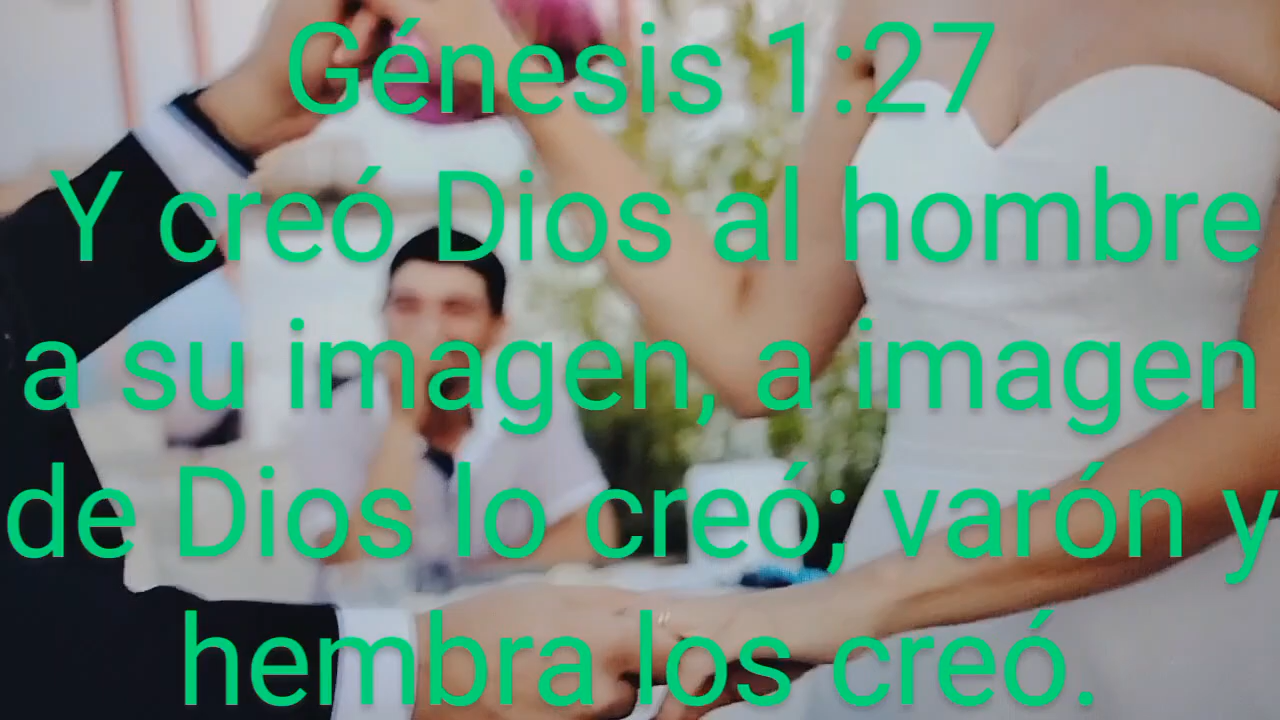 Génesis 1:27
Y creó Dios al hombre
a su imagen, a imagen
de Dios lo creó; varón y
hembra los creó.